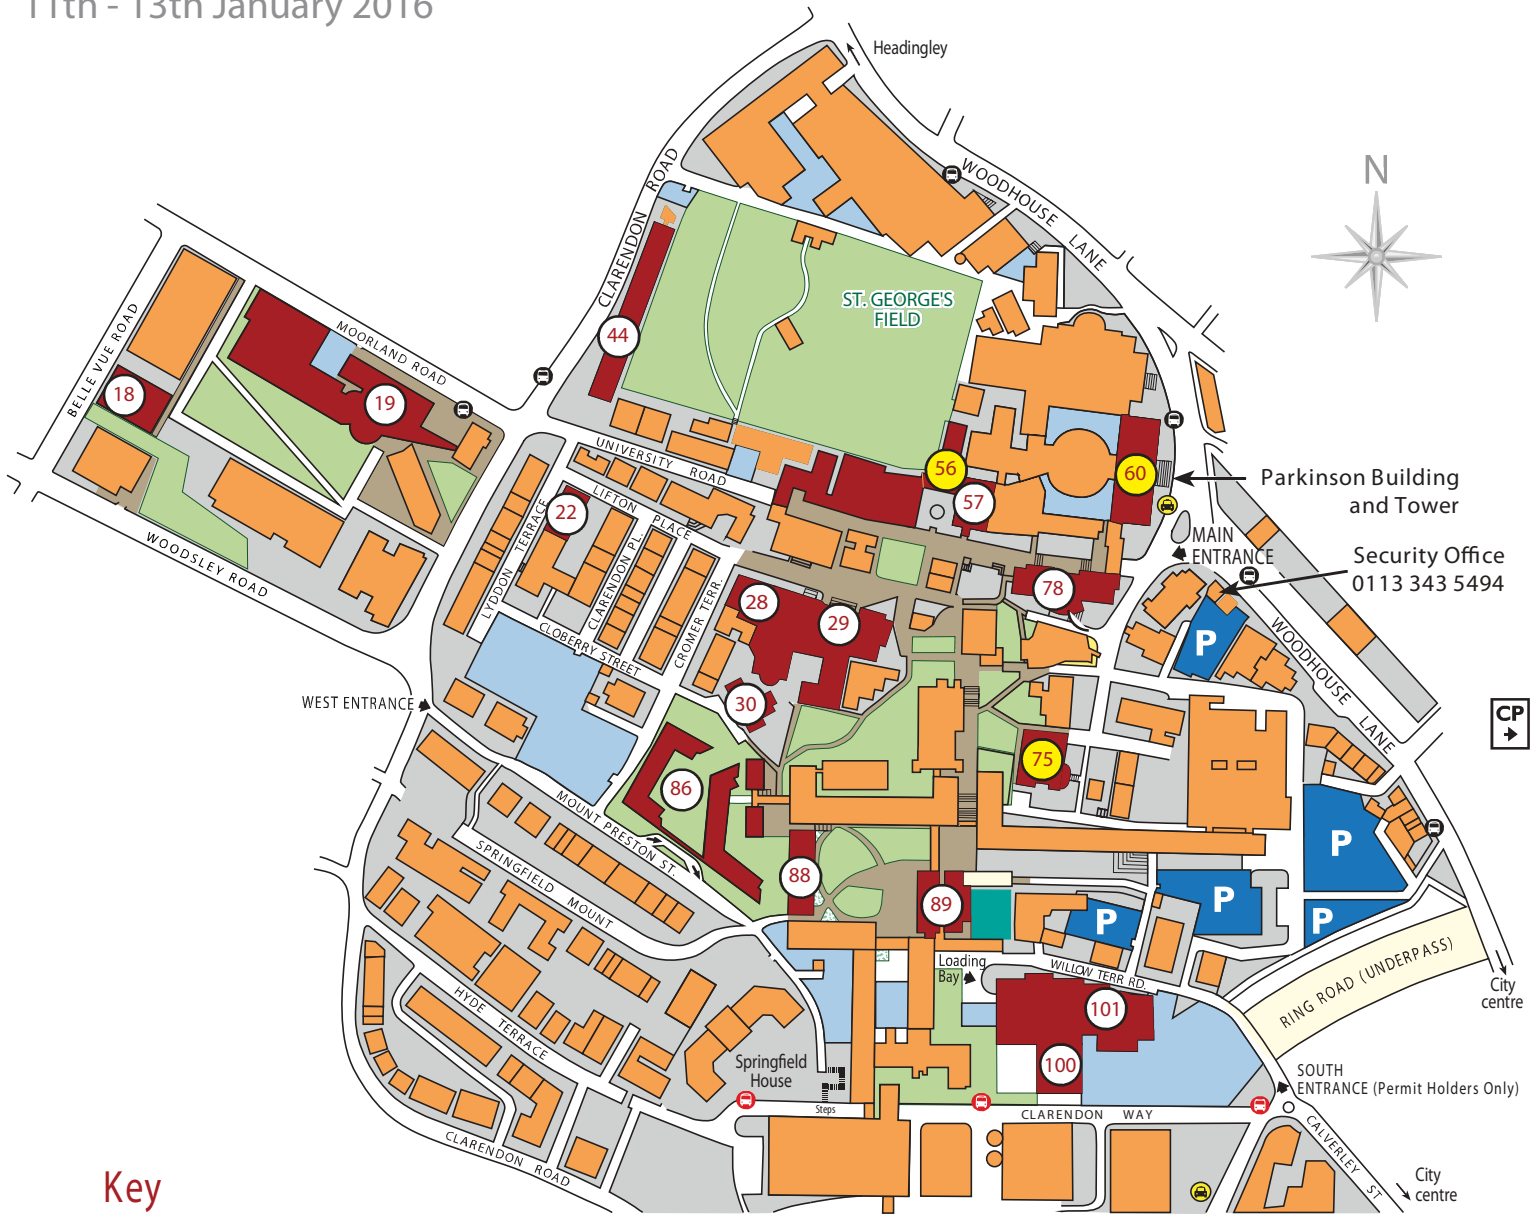 11th - 13th January 2016
Headingley
WOODHOUSE LANE
N
CLARENDON ROAD
ST. GEORGE'S
FIELD
BELLE VUE ROAD
MOORLAND ROAD
44
18
19
UNIVERSITY ROAD
56
57
60
Parkinson Building
and Tower
LIFTON PLACE
22
LYDDON TERRACE
CLARENDON PL.
CROMER TERR.
CLOBERRY STREET
WOODSLEY ROAD
MAIN
ENTRANCE
Security Office
0113 343 5494
78
28
29
P
WOODHOUSE LANE
WEST ENTRANCE
30
CP
75
86
MOUNT PRESTON ST.
P
SPRINGFIELD MOUNT
88
89
P
P
P
Loading
Bay
WILLOW TERR RD.
RING ROAD (UNDERPASS)
City
centre
HYDE TERRACE
101
100
Springfield
House
Steps
SOUTH
ENTRANCE (Permit Holders Only)
CLARENDON WAY
CALVERLEY ST
CLARENDON ROAD
City
centre
Key